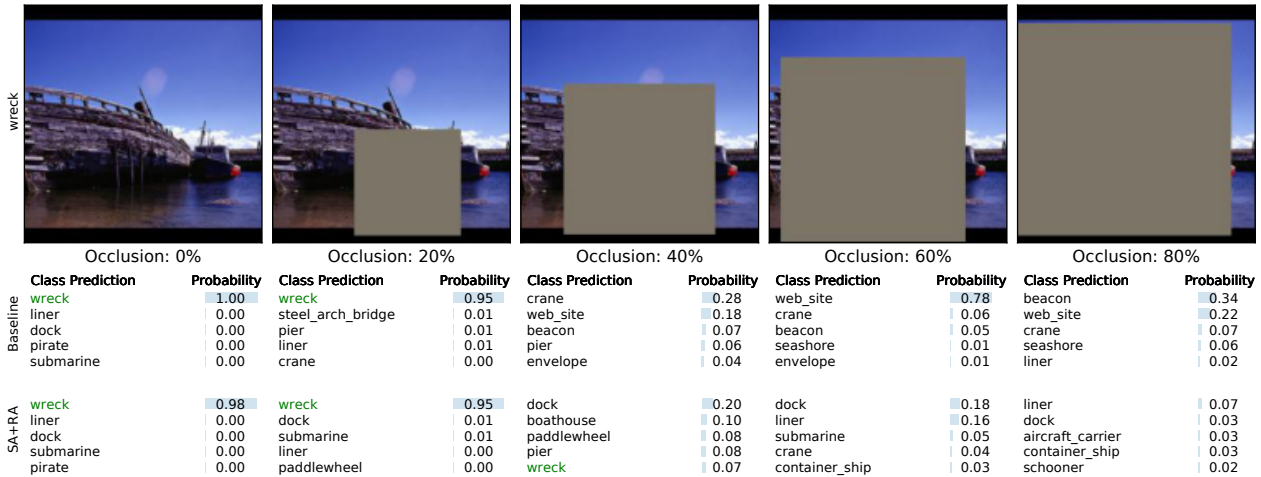 wreck
Occlusion: 0% Occlusion: 20% Occlusion: 40% Occlusion: 60% Occlusion: 80%
Class Prediction Probability Class Prediction Probability Class Prediction Probability Class Prediction Probability Class Prediction Probability
Baseline
wreck 1.00 wreck 0.95 crane 0.28 web_site 0.78 beacon 0.34
liner 0.00 steel_arch_bridge 0.01 web_site 0.18 crane 0.06 web_site 0.22
dock 0.00 pier 0.01 beacon 0.07 beacon 0.05 crane 0.07
pirate 0.00 liner 0.01 pier 0.06 seashore 0.01 seashore 0.06
submarine 0.00 crane 0.00 envelope 0.04 envelope 0.01 liner 0.02
SA+RA
wreck 0.98 wreck 0.95 dock 0.20 dock 0.18 liner 0.07
liner 0.00 dock 0.01 boathouse 0.10 liner 0.16 dock 0.03
dock 0.00 submarine 0.01 paddlewheel 0.08 submarine 0.05 aircraft_carrier 0.03
submarine 0.00 liner 0.00 pier 0.08 crane 0.04 container_ship 0.03
pirate 0.00 paddlewheel 0.00 wreck 0.07 container_ship 0.03 schooner 0.02